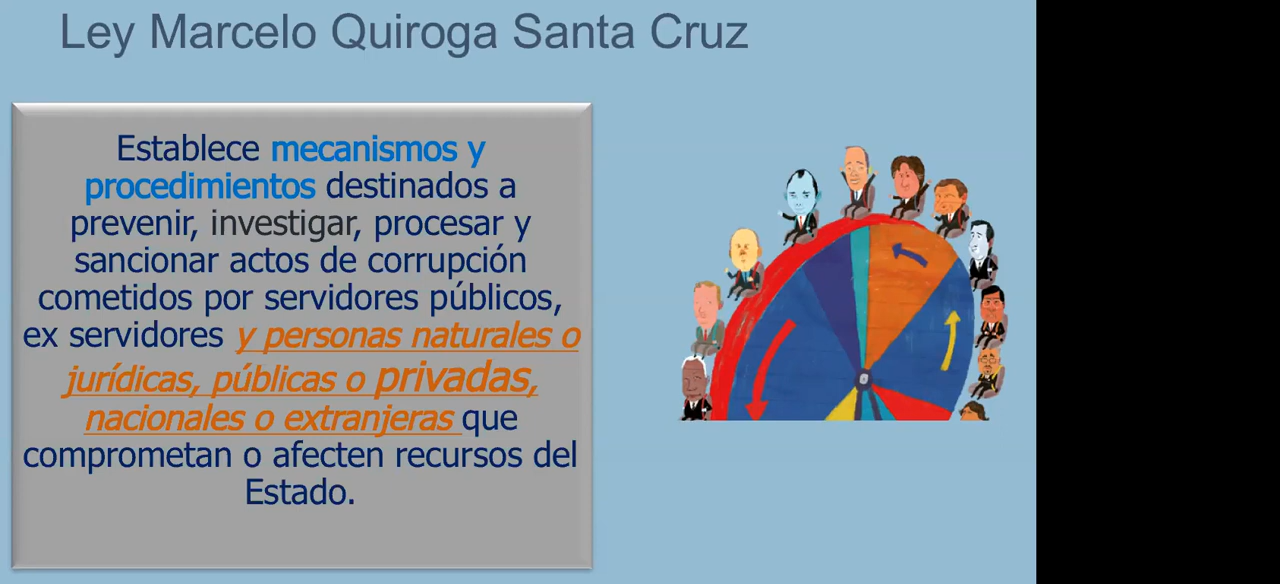 Ley Marcelo Quiroga Santa Cruz
Establece mecanismos y
procedimientos destinados a
prevenir, investigar, procesar y
sancionar actos de corrupción
cometidos por servidores públicos,
ex servidores y personas naturales o
jurídicas, públicas o privadas,
nacionales o extranjeras que
comprometan o afecten recursos del
Estado.